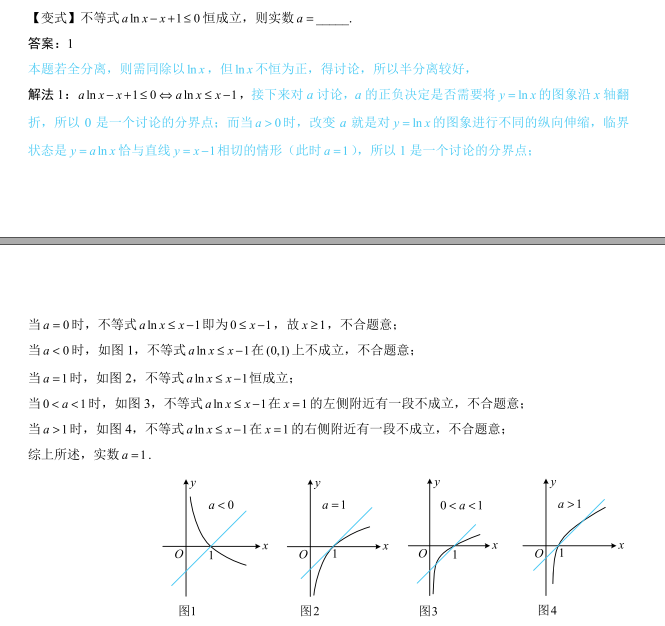 【变式】不等式 a ln x − x + 1 ≤ 0 恒成立，则实数 a = _____.
答案：1
本题若全分离，则需同除以 ln x，但 ln x 不恒为正，得讨论，所以半分离较好，
解法 1：a ln x − x + 1 ≤ 0 ⇔ a ln x ≤ x − 1，接下来对 a 讨论，a 的正负决定是否需要将 y = ln x 的图象沿 x 轴翻
折，所以 0 是一个讨论的分界点；而当 a > 0 时，改变 a 就是对 y = ln x 的图象进行不同的纵向伸缩，临界
状态是 y = a ln x 恰与直线 y = x − 1 相切的情形（此时 a = 1），所以 1 是一个讨论的分界点；
当 a = 0 时，不等式 a ln x ≤ x − 1 即为 0 ≤ x − 1，故 x ≥ 1，不合题意；
当 a < 0 时，如图 1，不等式 a ln x ≤ x − 1 在 (0,1) 上不成立，不合题意；
当 a = 1 时，如图 2，不等式 a ln x ≤ x − 1 恒成立；
当 0 < a < 1 时，如图 3，不等式 a ln x ≤ x − 1 在 x = 1 的左侧附近有一段不成立，不合题意；
当 a > 1 时，如图 4，不等式 a ln x ≤ x − 1 在 x = 1 的右侧附近有一段不成立，不合题意；
综上所述，实数 a = 1.
y
a < 0
O
1
x
图1
y
a = 1
O
1
x
图2
y
0 < a < 1
O
1
x
图3
y
a > 1
O
1
x
图4